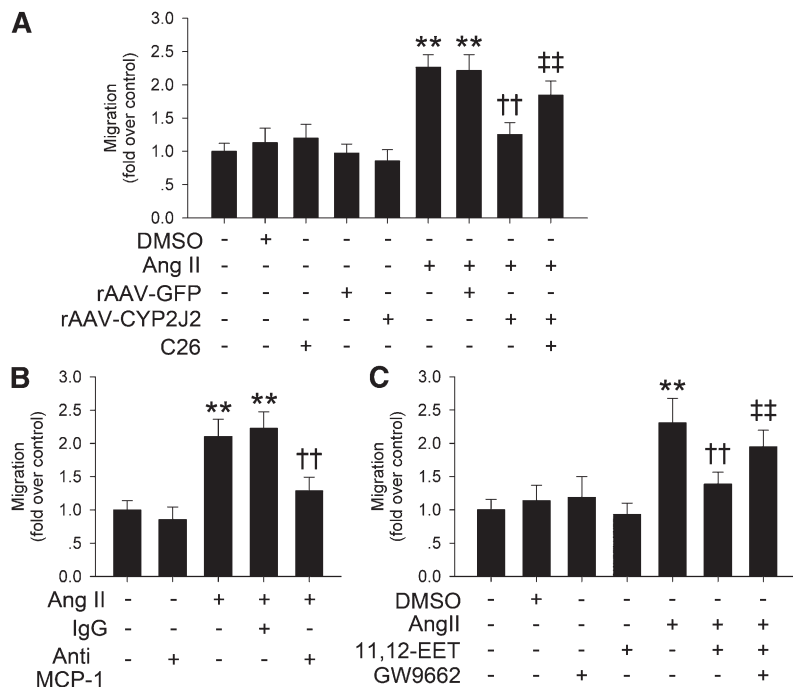 A
Migration
(fold over control)
3.0
2.5
2.0
1.5
1.0
.5
0.0
** ** †† ‡‡
DMSO - + - - - - - - -
Ang II - - - - - + + + +
rAAV-GFP - - - + - - + - -
rAAV-CYP2J2 - - - - + - - + +
C26 - - + - - - - - +
B
Migration
(fold over control)
3.0
2.5
2.0
1.5
1.0
.5
0.0
** ** ††
Ang II - - + + +
IgG - - - + -
Anti
MCP-1 - + - - +
C
Migration
(fold over control)
3.0
2.5
2.0
1.5
1.0
.5
0.0
** †† ‡‡
DMSO - + - - - - -
AngII - - - - + + +
11,12-EET - - - + - + +
GW9662 - - + - - - +